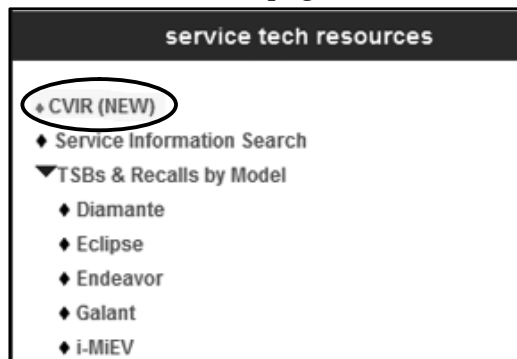 service tech resources
CVIR (NEW)
Service Information Search
TSBs & Recalls by Model
Diamante
Eclipse
Endeavor
Galant
i-MiEV